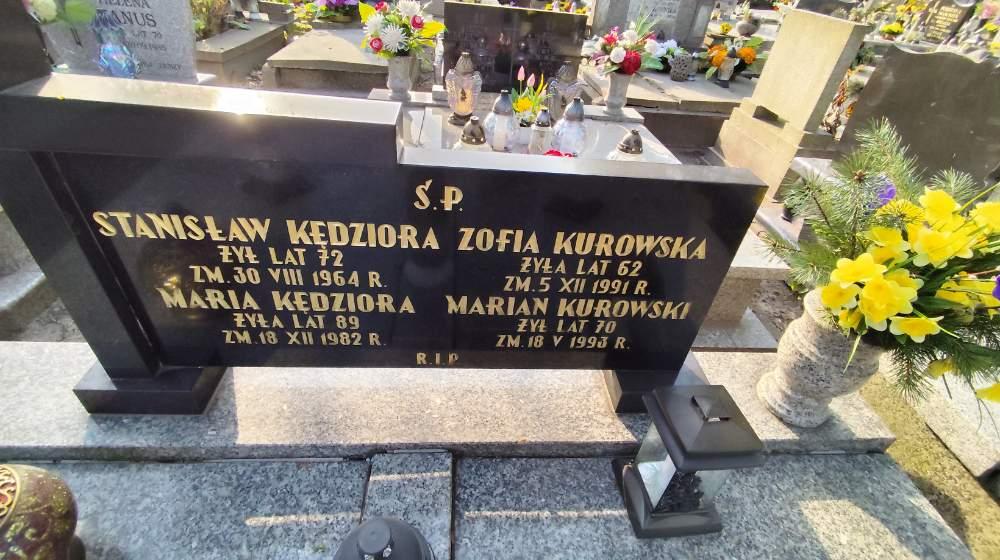 HELENA
Ś.P.
STANISŁAW KĘDZIORA
ŻYŁ LAT 72
ZM. 30 VIII 1964 R.
MARIA KĘDZIORA
ŻYŁA LAT 89
ZM. 18 XII 1982 R.
ZOFIA KUROWSKA
ŻYŁA LAT 62
ZM. 5 XII 1991 R.
MARIAN KUROWSKI
ŻYŁ LAT 70
ZM. 18 V 1993 R.
R.I.P.